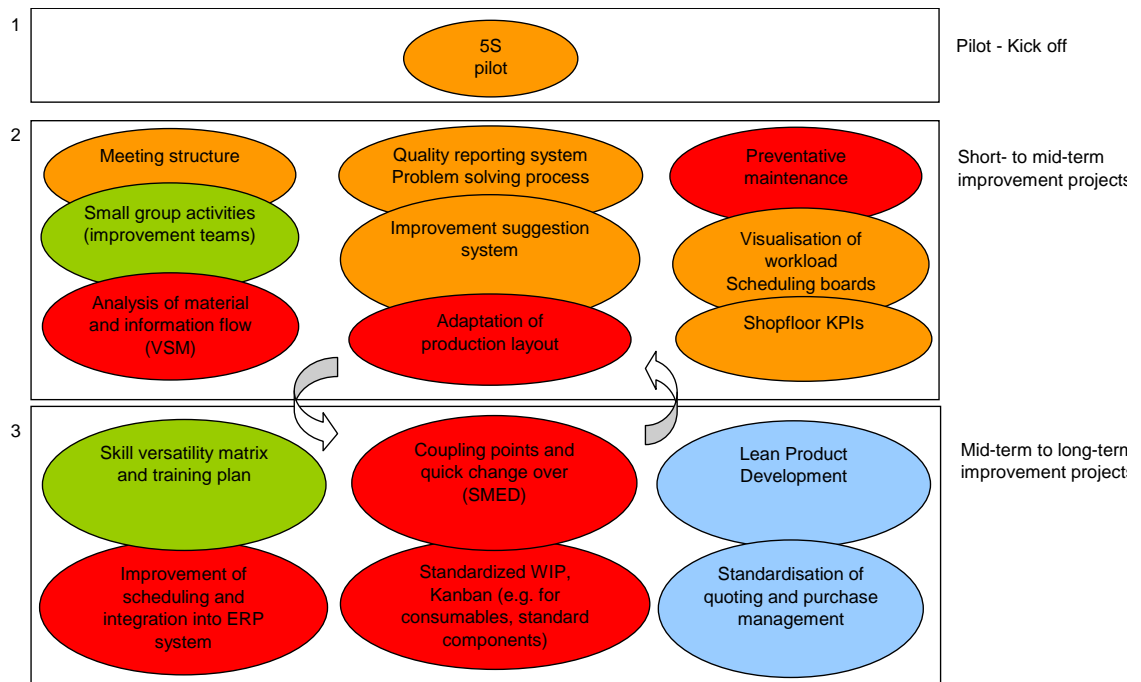 1
5S
pilot
Pilot - Kick off
2
Meeting structure
Small group activities
(improvement teams)
Analysis of material
and information flow
(VSM)
Quality reporting system
Problem solving process
Improvement suggestion
system
Adaptation of
production layout
Preventative
maintenance
Visualisation of
workload
Scheduling boards
Shopfloor KPIs
Short- to mid-term
improvement projects
3
Skill versatility matrix
and training plan
Improvement of
scheduling and
integration into ERP
system
Coupling points and
quick change over
(SMED)
Standardized WIP,
Kanban (e.g. for
consumables, standard
components)
Lean Product
Development
Standardisation of
quoting and purchase
management
Mid-term to long-term
improvement projects